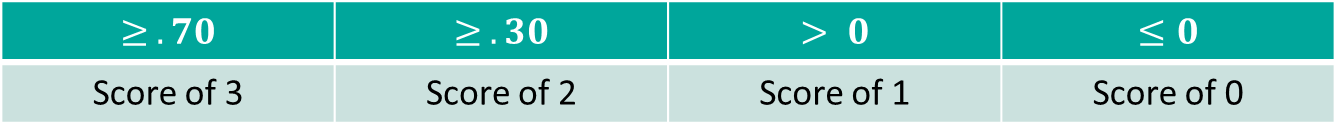 ≥ .70 ≥ .30 > 0 ≤ 0
Score of 3 Score of 2 Score of 1 Score of 0